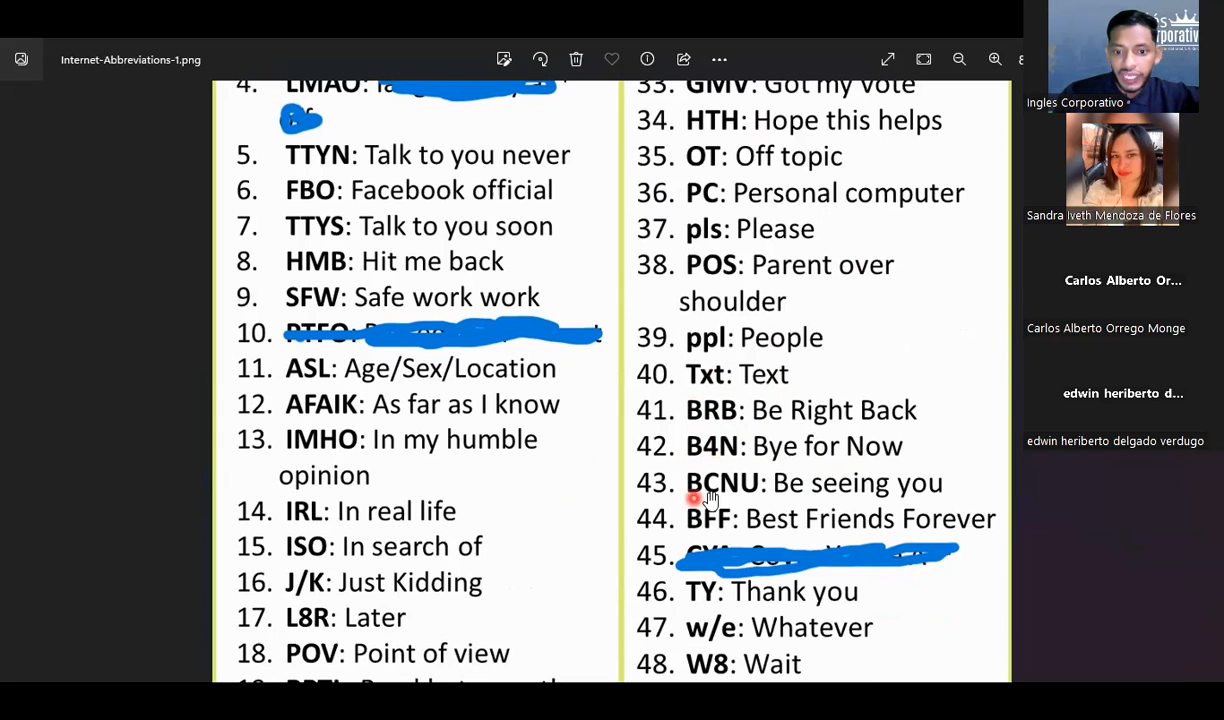 Internet-Abbreviations-1.png
4. LMAO:
5. TTYN: Talk to you never
6. FBO: Facebook official
7. TTYS: Talk to you soon
8. HMB: Hit me back
9. SFW: Safe work work
10.
11. ASL: Age/Sex/Location
12. AFAIK: As far as I know
13. IMHO: In my humble
opinion
14. IRL: In real life
15. ISO: In search of
16. J/K: Just Kidding
17. L8R: Later
18. POV: Point of view
33. GMV: Got my vote
34. HTH: Hope this helps
35. OT: Off topic
36. PC: Personal computer
37. pls: Please
38. POS: Parent over
shoulder
39. ppl: People
40. Txt: Text
41. BRB: Be Right Back
42. B4N: Bye for Now
43. BCNU: Be seeing you
44. BFF: Best Friends Forever
45.
46. TY: Thank you
47. w/e: Whatever
48. W8: Wait
Ingles Corporativo
Sandra Iveth Mendoza de Flores
Carlos Alberto Or...
Carlos Alberto Orrego Monge
edwin heriberto d...
edwin heriberto delgado verdugo